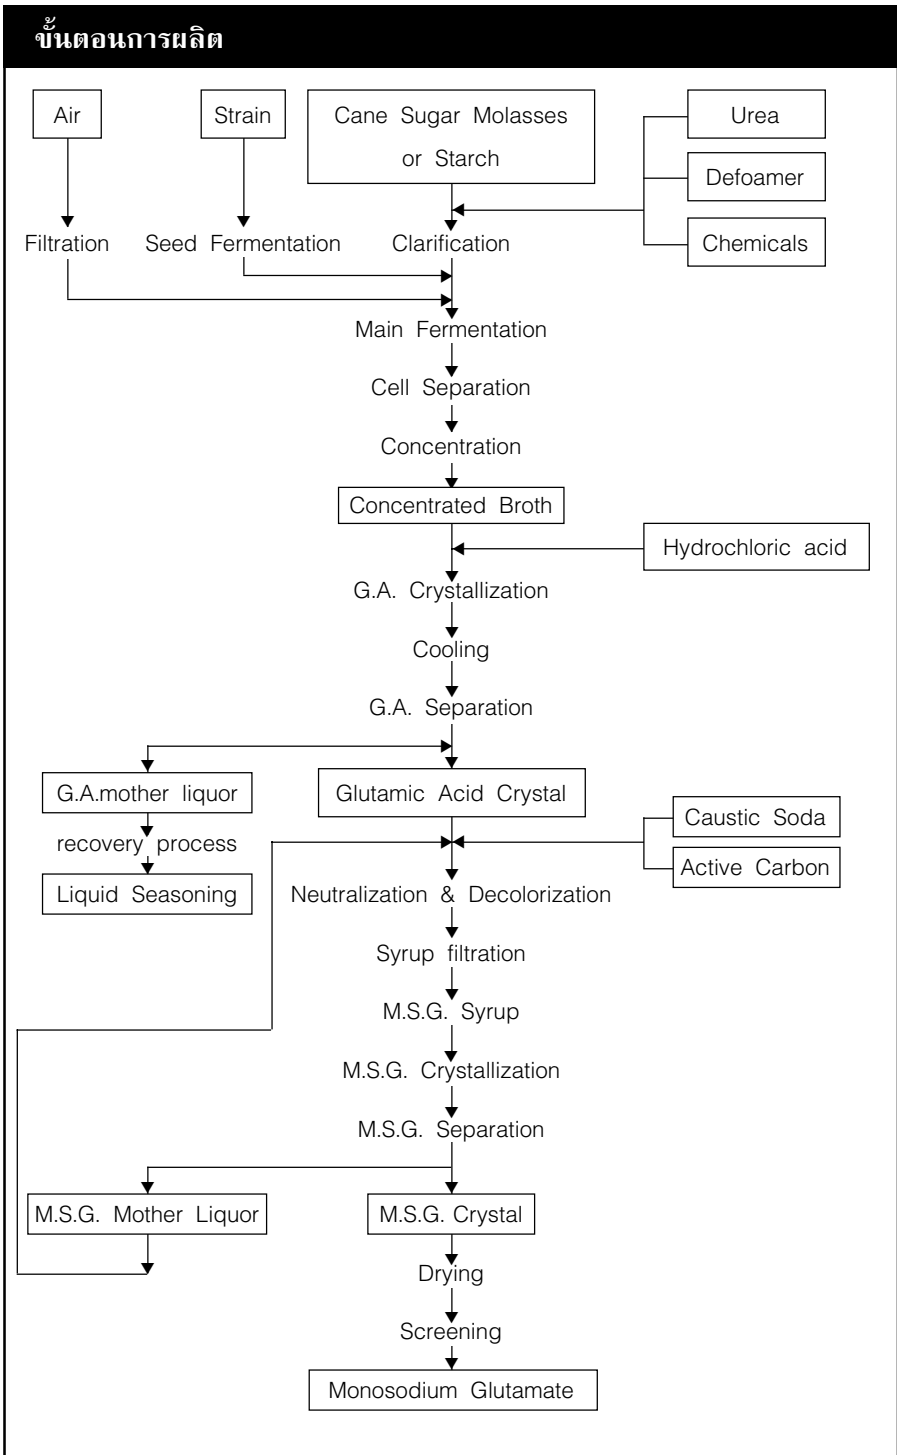 ขั้นตอนการผลิต
Air
Strain
Cane Sugar Molasses
or Starch
Urea
Defoamer
Chemicals
Filtration
Seed Fermentation
Clarification
Main Fermentation
Cell Separation
Concentration
Concentrated Broth
Hydrochloric acid
G.A. Crystallization
Cooling
G.A. Separation
G.A.mother liquor
Glutamic Acid Crystal
Caustic Soda
recovery process
Active Carbon
Liquid Seasoning
Neutralization & Decolorization
Syrup filtration
M.S.G. Syrup
M.S.G. Crystallization
M.S.G. Separation
M.S.G. Mother Liquor
M.S.G. Crystal
Drying
Screening
Monosodium Glutamate